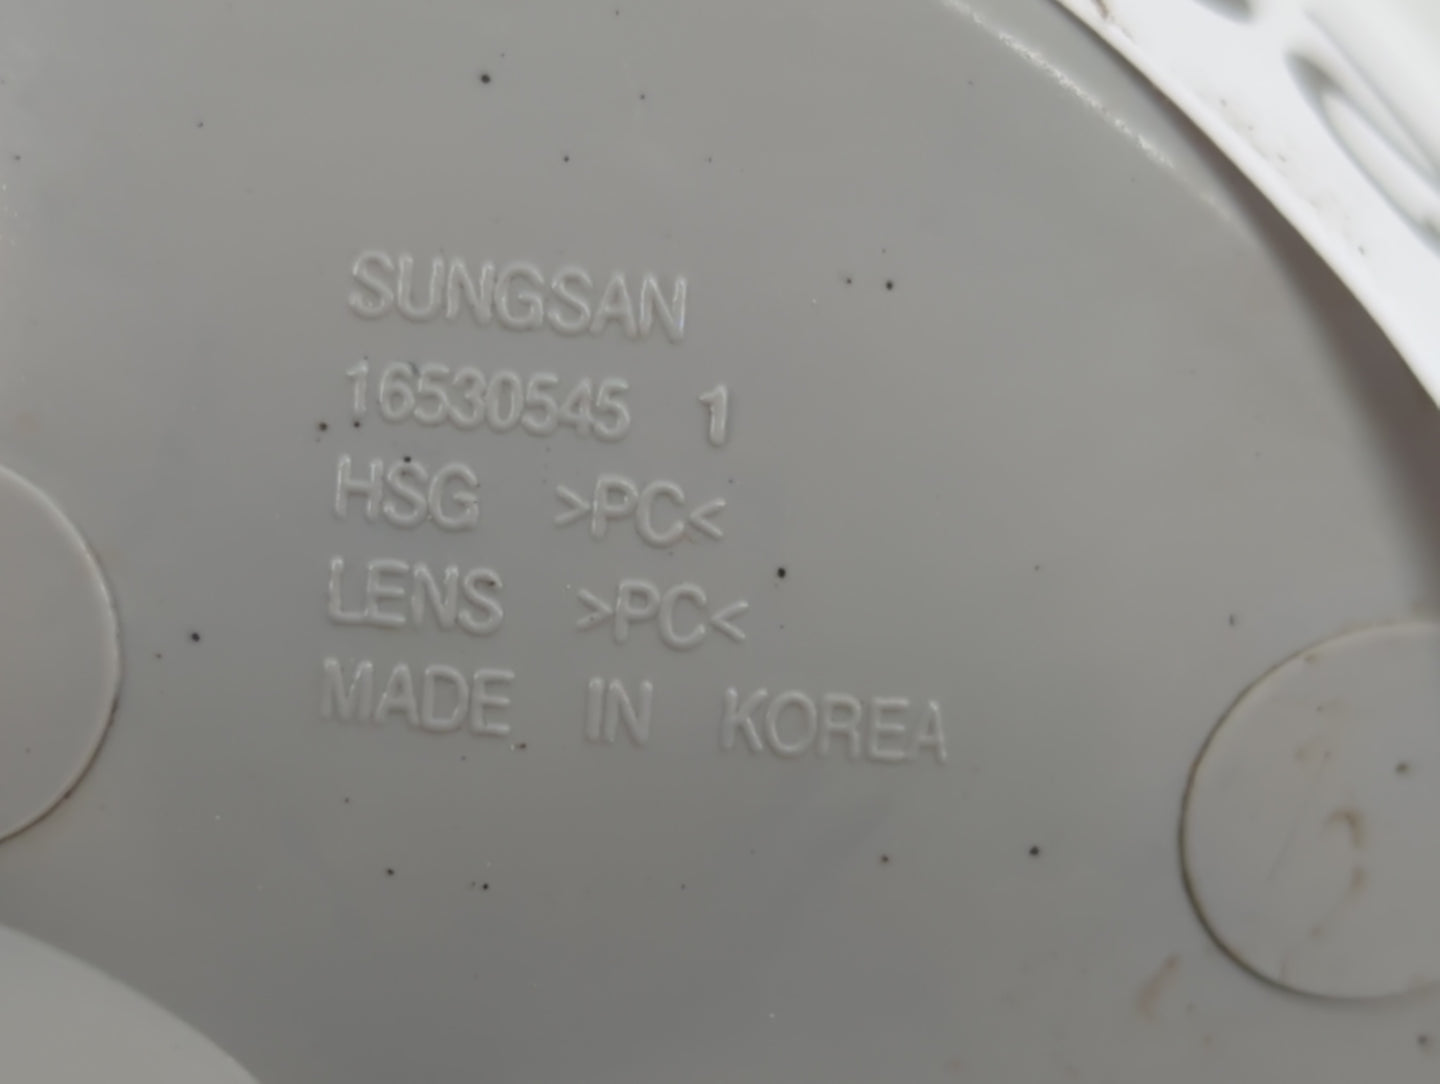 SUNGSAN
16530545 1
HSG >PC<
LENS >PC<
MADE IN KOREA